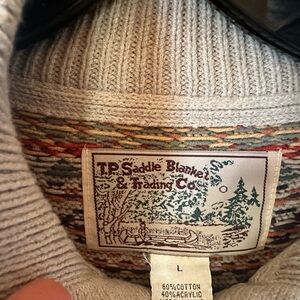 T.P. Saddle Blanket
& Trading Co.
L
60%COTTON
40%ACRYLIC